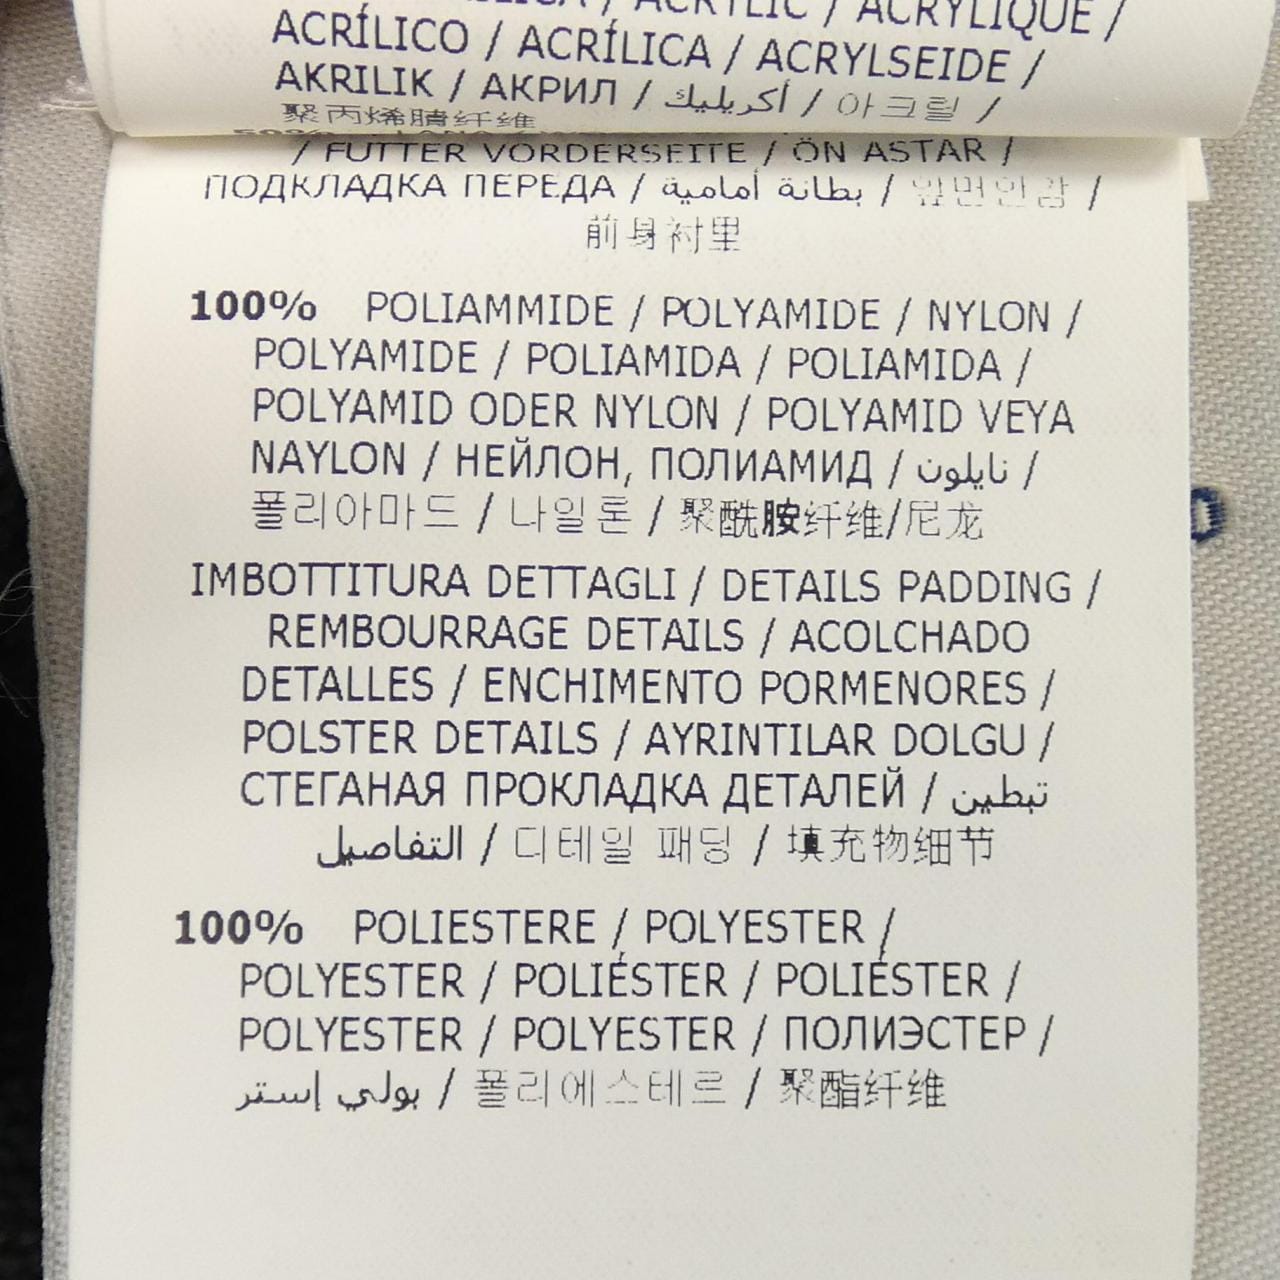 / ACRYLIC / ACRYLIQUE /
ACRÍLICO / ACRÍLICA / ACRYLSEIDE /
AKRILIK / АКРИЛ / أكريليك / 아크릴 /
聚丙烯腈纤维
/ FUTTER VORDERSEITE / ÖN ASTAR /
ПОДКЛАДКА ПЕРЕДА / بطانة أمامية / 앞면안감 /
前身衬里
100% POLIAMMIDE / POLYAMIDE / NYLON /
POLYAMIDE / POLIAMIDA / POLIAMIDA /
POLYAMID ODER NYLON / POLYAMID VEYA
NAYLON / НЕЙЛОН, ПОЛИАМИД / نايلون /
폴리아마드 / 나일론 / 聚酰胺纤维/尼龙
IMBOTTITURA DETTAGLI / DETAILS PADDING /
REMBOURRAGE DETAILS / ACOLCHADO
DETALLES / ENCHIMENTO PORMENORES /
POLSTER DETAILS / AYRINTILAR DOLGU /
СТЕГАНАЯ ПРОКЛАДКА ДЕТАЛЕЙ / تبطين
التفاصيل / 디테일 패딩 / 填充物细节
100% POLIESTERE / POLYESTER /
POLYESTER / POLIÉSTER / POLIÉSTER /
POLYESTER / POLYESTER / ПОЛИЭСТЕР /
بولي إستر / 폴리에스테르 / 聚酯纤维